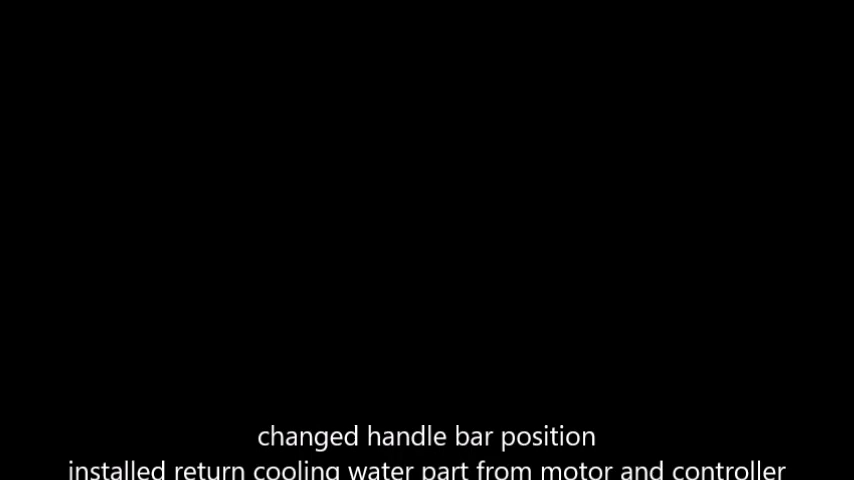 changed handle bar position
installed return cooling water part from motor and controller